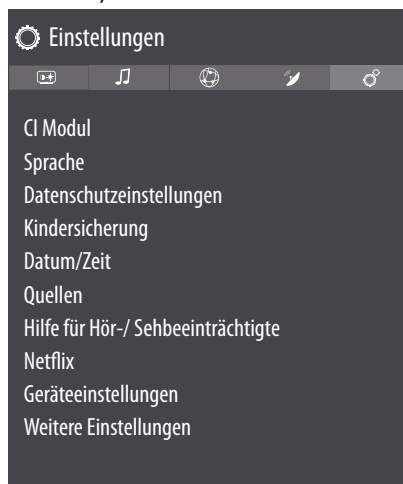 Einstellungen
CI Modul
Sprache
Datenschutzeinstellungen
Kindersicherung
Datum/Zeit
Quellen
Hilfe für Hör-/ Sehbeeinträchtigte
Netflix
Geräteeinstellungen
Weitere Einstellungen